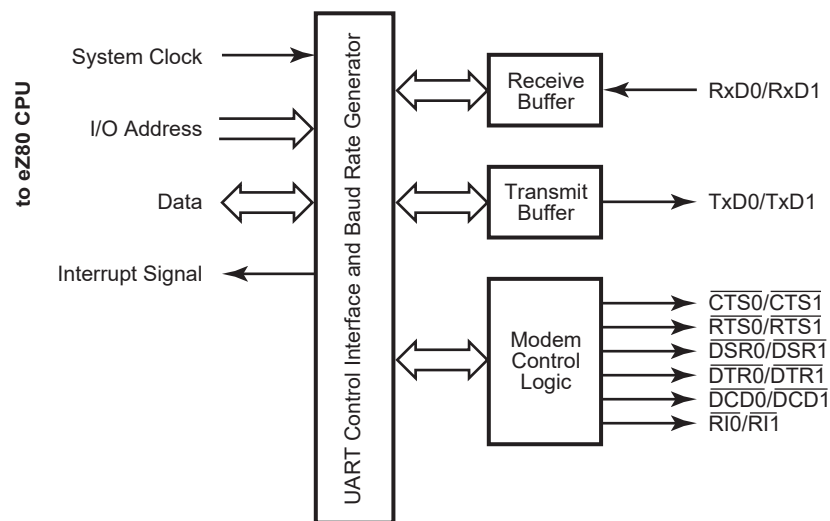 to eZ80 CPU
System Clock
I/O Address
Data
Interrupt Signal
UART Control Interface and Baud Rate Generator
Receive
Buffer
RxD0/RxD1
Transmit
Buffer
TxD0/TxD1
Modem
Control
Logic
CTS0/CTS1
RTS0/RTS1
DSR0/DSR1
DTR0/DTR1
DCD0/DCD1
RI0/RI1